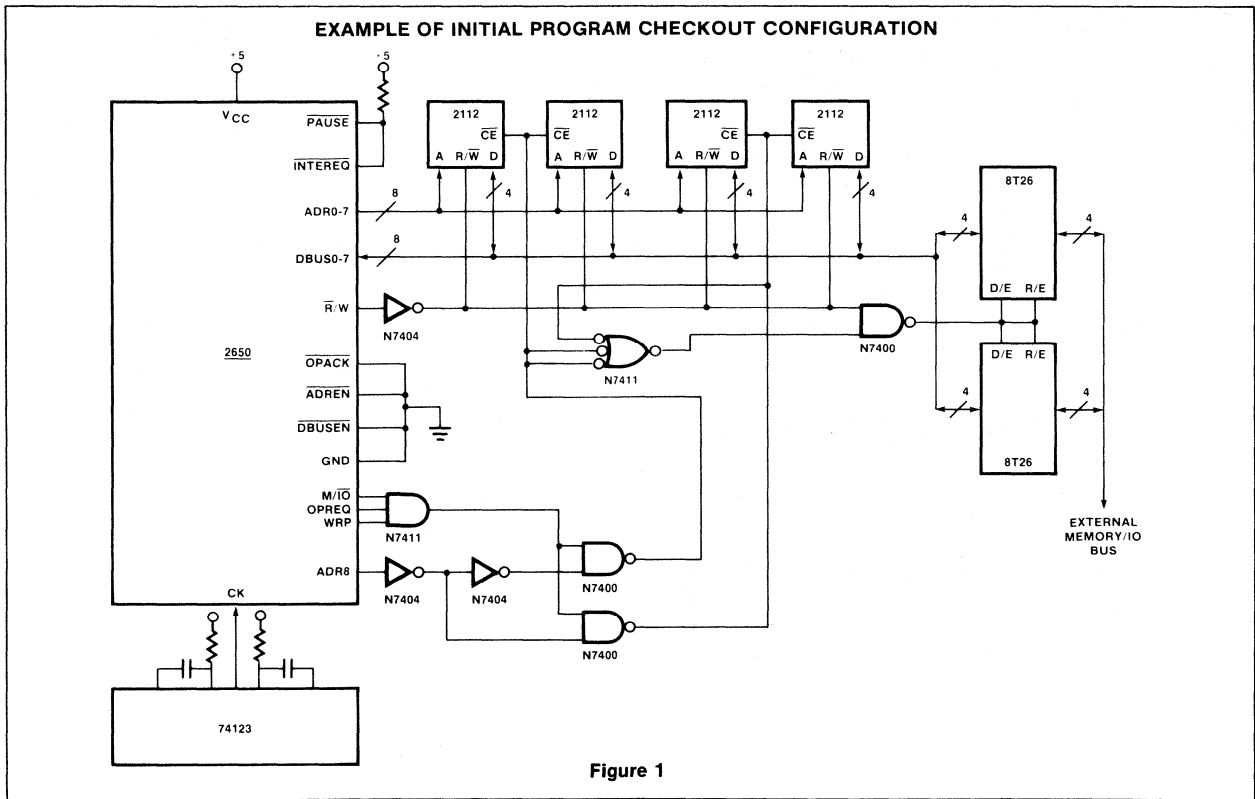 EXAMPLE OF INITIAL PROGRAM CHECKOUT CONFIGURATION
+5
+5
VCC
PAUSE
INTEREQ
ADR0-7
8
DBUS0-7
8
R/W
N7404
2650
OPACK
ADREN
DBUSEN
GND
M/IO
OPREQ
WRP
N7411
ADR8
N7404
N7404
N7400
N7400
CK
74123
2112
CE
A R/W D
4
2112
CE
A R/W D
4
2112
CE
A R/W D
4
2112
CE
A R/W D
4
N7411
N7400
8T26
4
4
D/E R/E
D/E R/E
4
4
8T26
EXTERNAL
MEMORY/IO
BUS
Figure 1